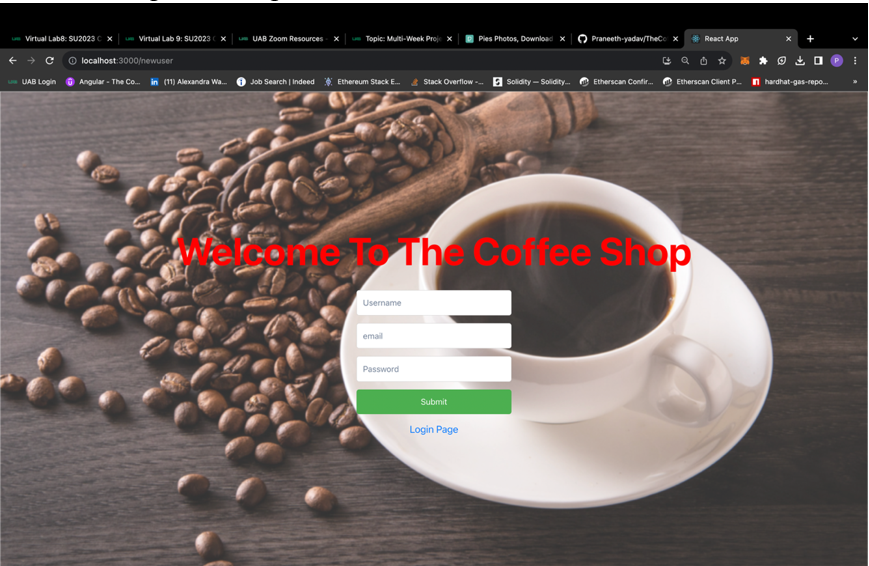 Virtual Lab8: SU2023 C
Virtual Lab 9: SU2023
UAB Zoom Resources -
Topic: Multi-Week Proje
Pies Photos, Download
Praneeth-yadav/TheCo
React App
localhost:3000/newuser
P
UAB Login
Angular - The Co...
(11) Alexandra Wa...
Job Search | Indeed
Ethereum Stack E...
Stack Overflow -...
Solidity — Solidity...
Etherscan Confir...
Etherscan Client P...
hardhat-gas-repo...
»
Welcome To The Coffee Shop
Username
email
Password
Submit
Login Page